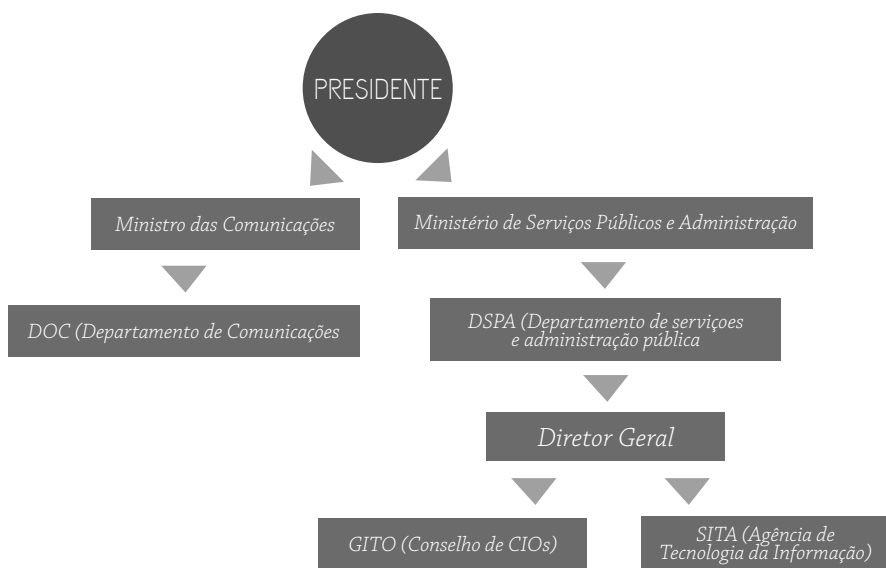 PRESIDENTE
Ministro das Comunicações
Ministério de Serviços Públicos e Administração
DOC (Departamento de Comunicações
DSPA (Departamento de serviçoes
e administração pública
Diretor Geral
GITO (Conselho de CIOs)
SITA (Agência de
Tecnologia da Informação)